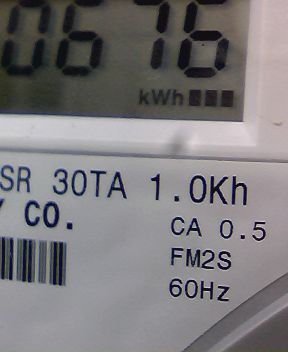 0676
kWh
SR 30TA 1.0Kh
Y CO.
CA 0.5
FM2S
60Hz